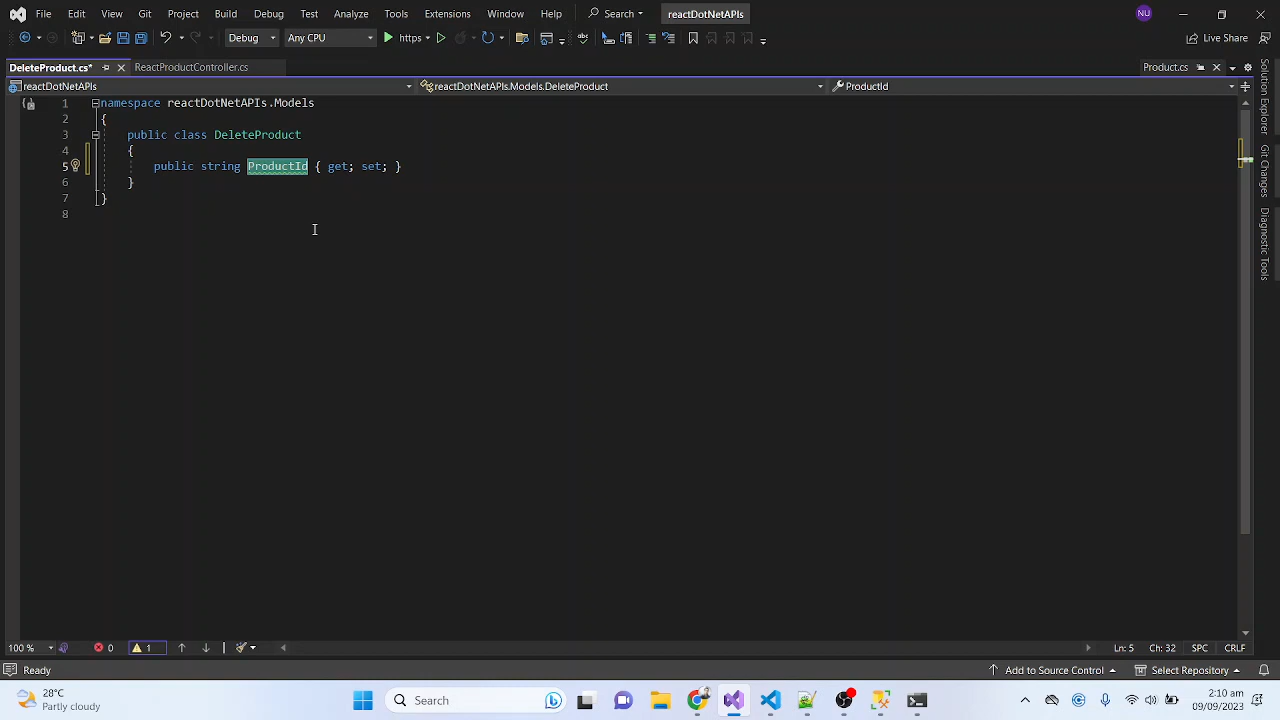 File Edit View Git Project Build Debug Test Analyze Tools Extensions Window Help Search reactDotNetAPIs NU
Debug Any CPU https Live Share
DeleteProduct.cs* ReactProductController.cs Product.cs
reactDotNetAPIs reactDotNetAPIs.Models.DeleteProduct ProductId
1 namespace reactDotNetAPIs.Models
2 {
3 public class DeleteProduct
4 {
5 public string ProductId { get; set; }
6 }
7 }
8
Solution Explorer
Git Changes
Diagnostic Tools
100 % 0 1 Ln: 5 Ch: 32 SPC CRLF
Ready Add to Source Control Select Repository
28°C
Partly cloudy
Search
2:10 pm
09/09/2023